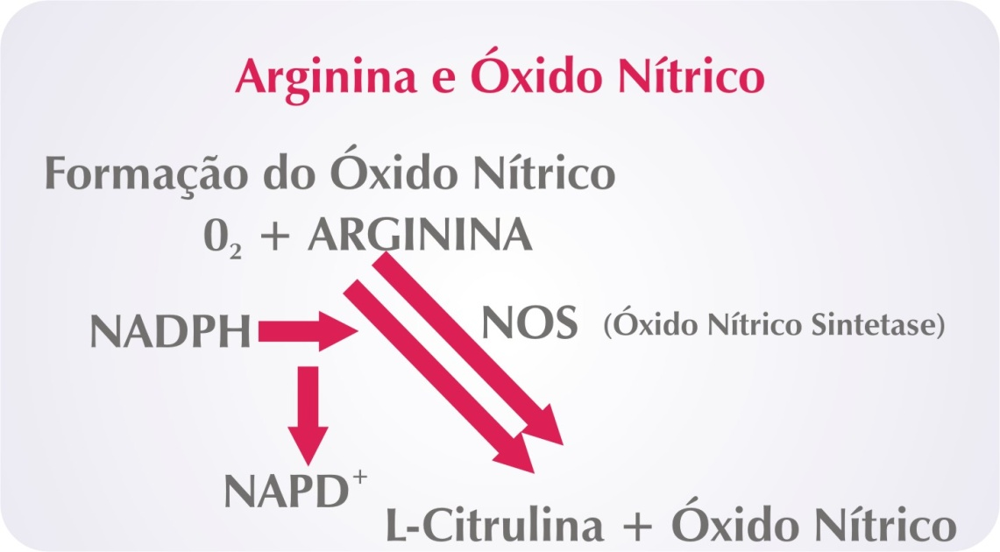 Arginina e Óxido Nítrico
Formação do Óxido Nítrico
0₂ + ARGININA
NADPH
NOS (Óxido Nítrico Sintetase)
NAPD⁺
L-Citrulina + Óxido Nítrico